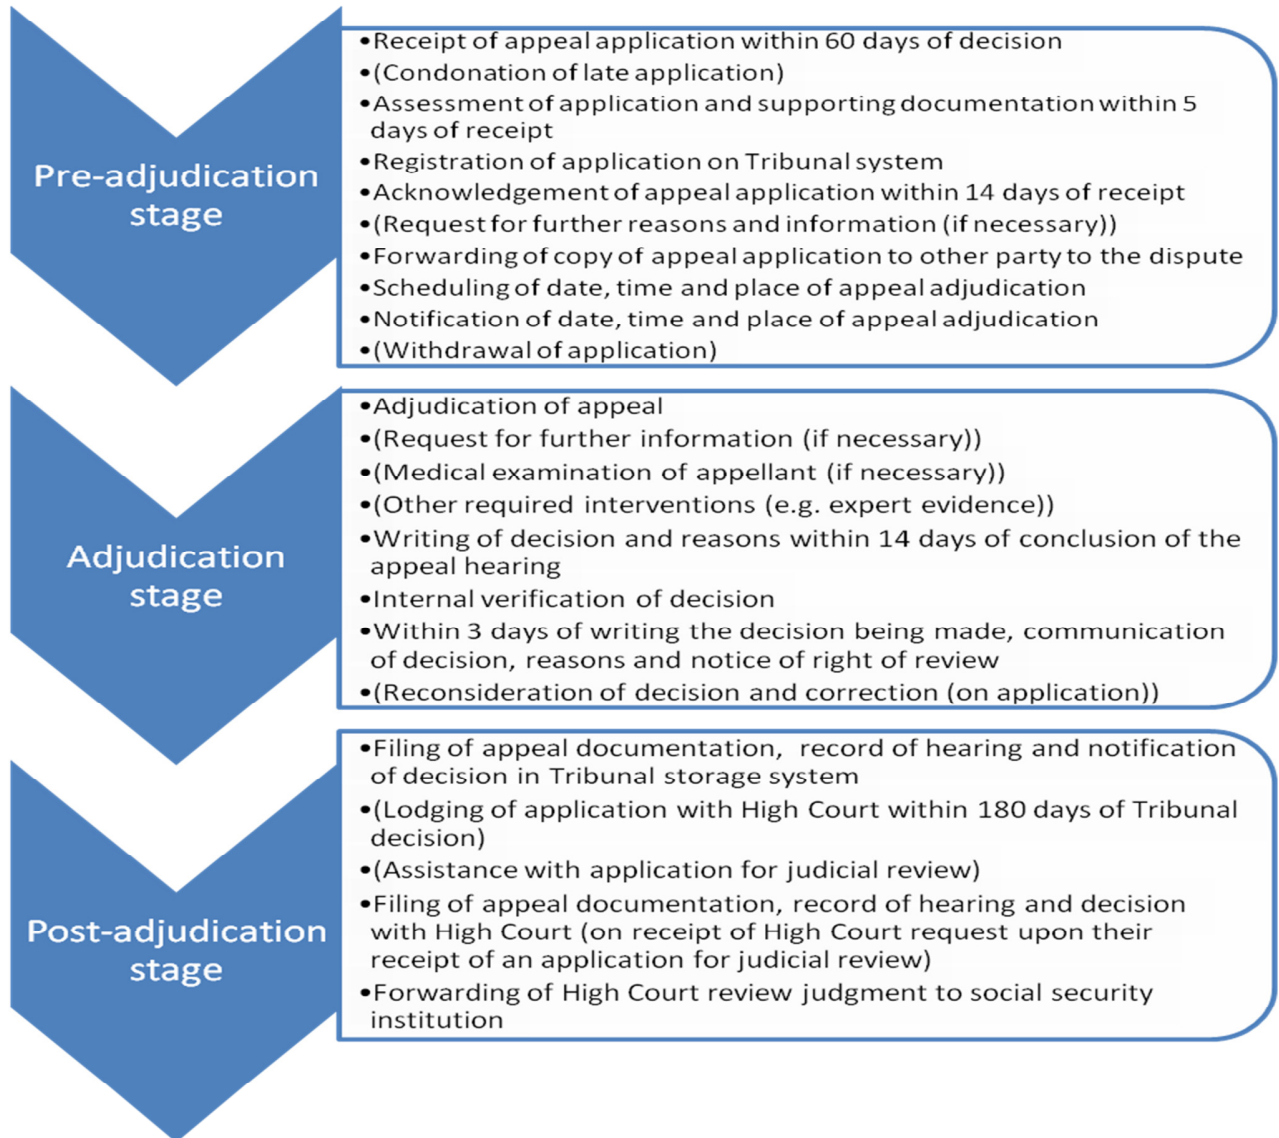 Pre-adjudication
stage
•Receipt of appeal application within 60 days of decision
•(Condonation of late application)
•Assessment of application and supporting documentation within 5
days of receipt
•Registration of application on Tribunal system
•Acknowledgement of appeal application within 14 days of receipt
•(Request for further reasons and information (if necessary))
•Forwarding of copy of appeal application to other party to the dispute
•Scheduling of date, time and place of appeal adjudication
•Notification of date, time and place of appeal adjudication
•(Withdrawal of application)
Adjudication
stage
•Adjudication of appeal
•(Request for further information (if necessary))
•(Medical examination of appellant (if necessary))
•(Other required interventions (e.g. expert evidence))
•Writing of decision and reasons within 14 days of conclusion of the
appeal hearing
•Internal verification of decision
•Within 3 days of writing the decision being made, communication
of decision, reasons and notice of right of review
•(Reconsideration of decision and correction (on application))
Post-adjudication
stage
•Filing of appeal documentation, record of hearing and notification
of decision in Tribunal storage system
•(Lodging of application with High Court within 180 days of Tribunal
decision)
•(Assistance with application for judicial review)
•Filing of appeal documentation, record of hearing and decision
with High Court (on receipt of High Court request upon their
receipt of an application for judicial review)
•Forwarding of High Court review judgment to social security
institution